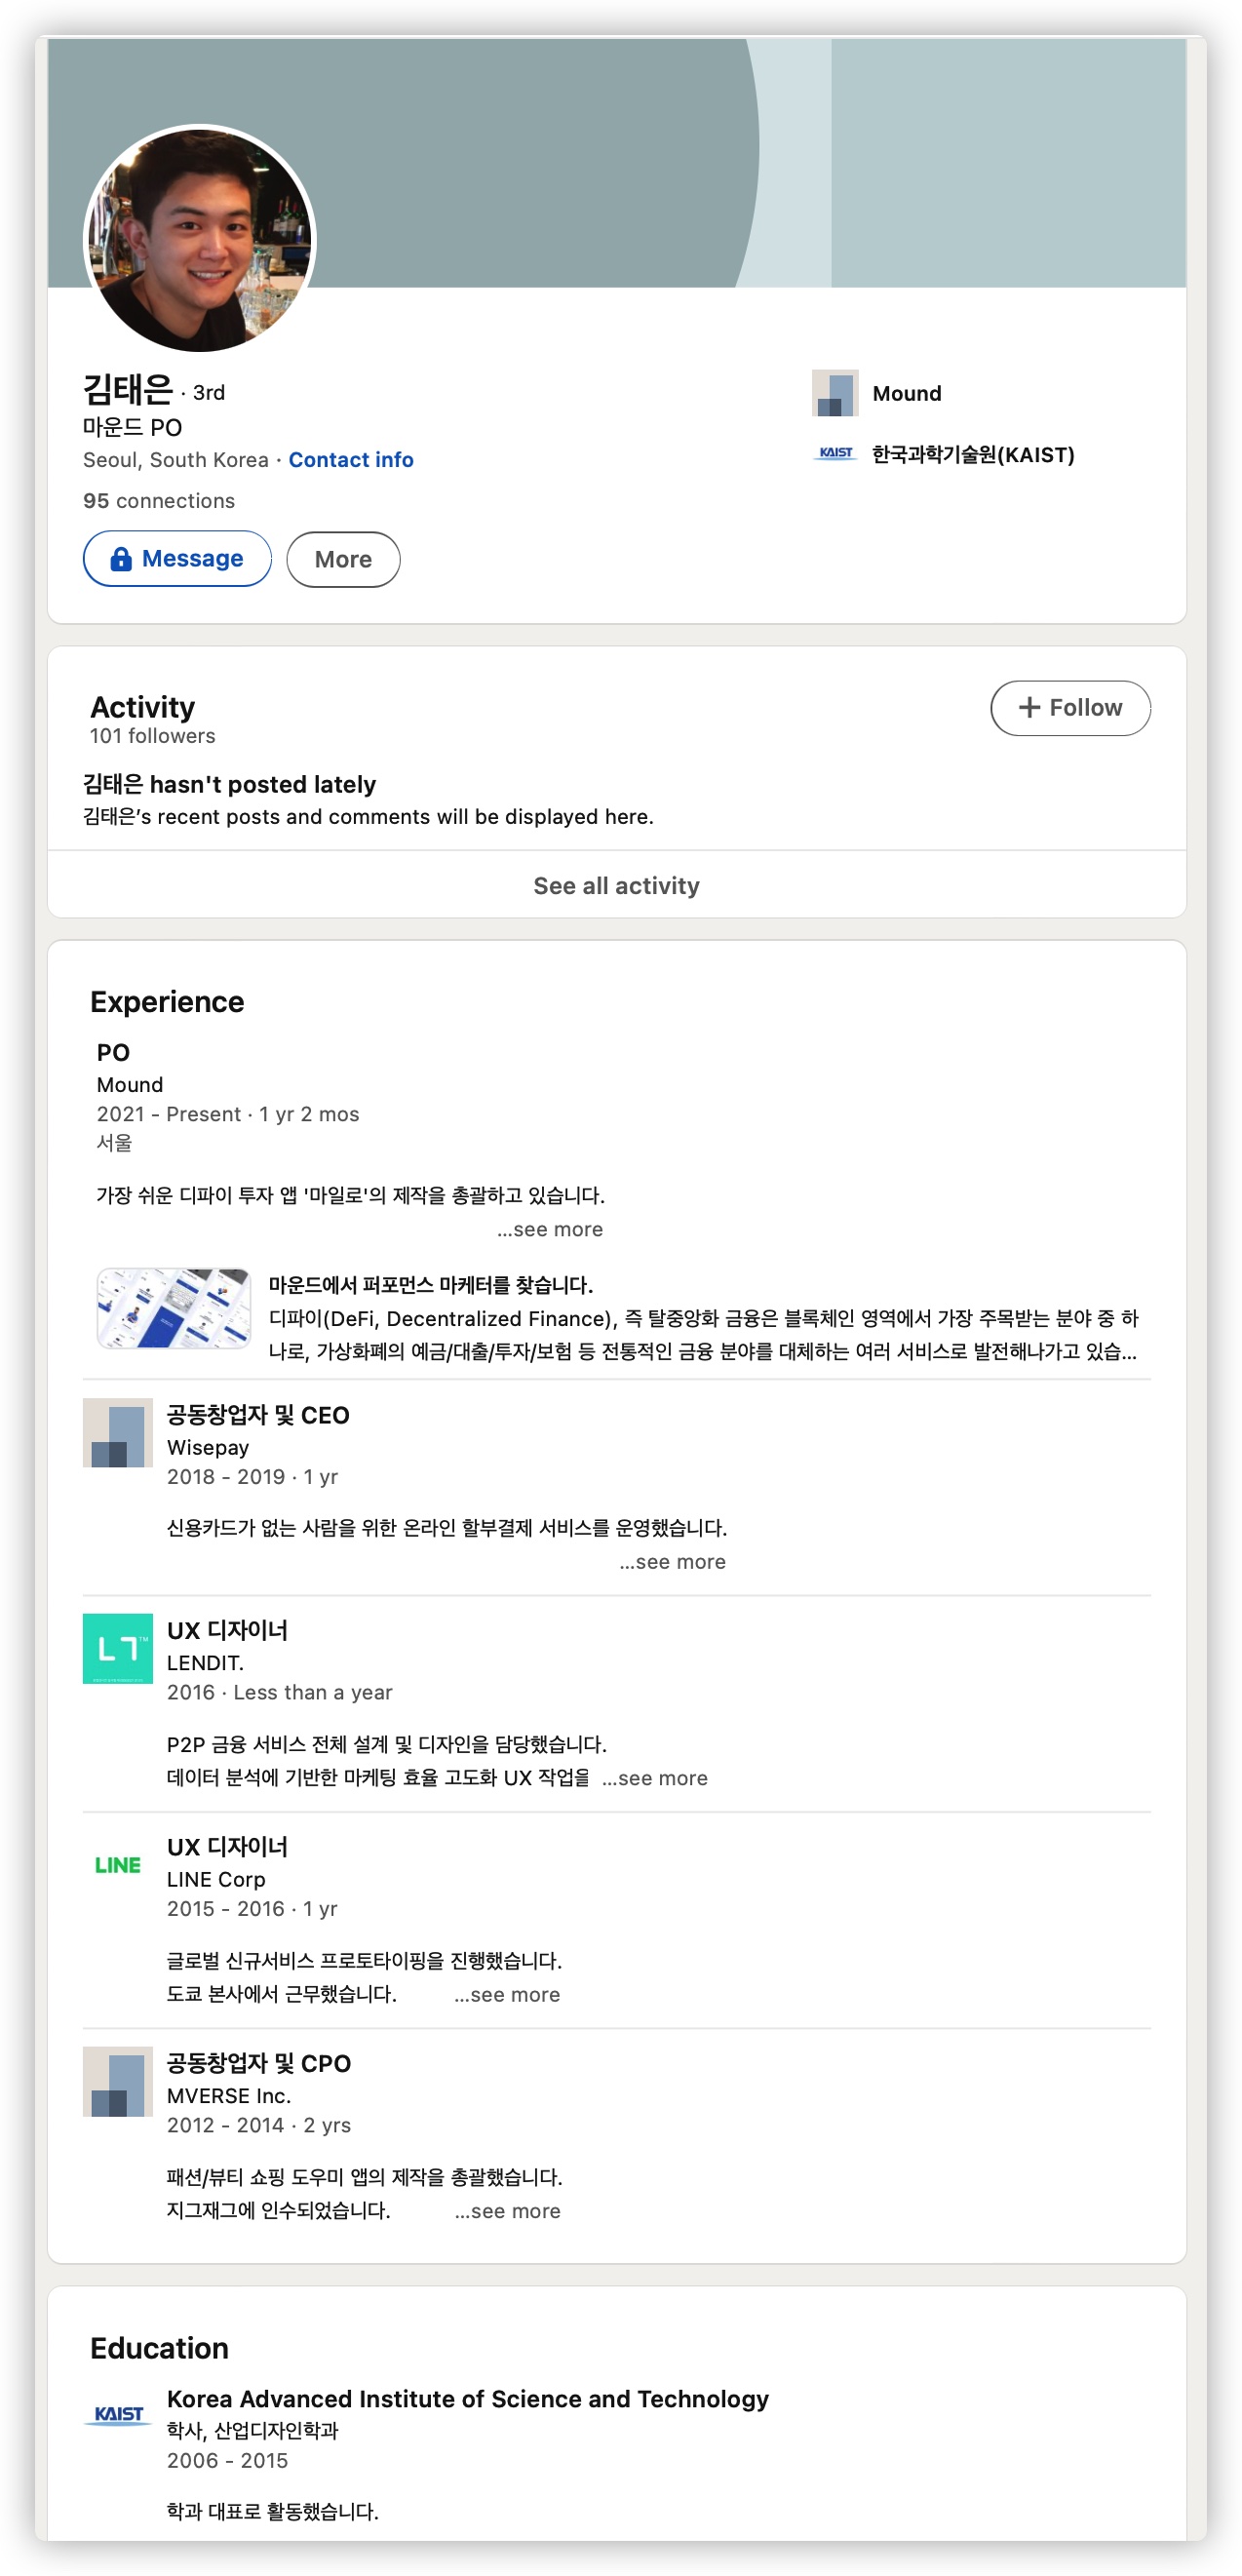 김태은 · 3rd
마운드 PO
Seoul, South Korea · Contact info
95 connections
Message
More
Mound
KAIST
한국과학기술원(KAIST)
Activity
101 followers
Follow
김태은 hasn't posted lately
김태은’s recent posts and comments will be displayed here.
See all activity
Experience
PO
Mound
2021 - Present · 1 yr 2 mos
서울
가장 쉬운 디파이 투자 앱 '마일로'의 제작을 총괄하고 있습니다.
...see more
마운드에서 퍼포먼스 마케터를 찾습니다.
디파이(DeFi, Decentralized Finance), 즉 탈중앙화 금융은 블록체인 영역에서 가장 주목받는 분야 중 하
나로, 가상화폐의 예금/대출/투자/보험 등 전통적인 금융 분야를 대체하는 여러 서비스로 발전해나가고 있습...
공동창업자 및 CEO
Wisepay
2018 - 2019 · 1 yr
신용카드가 없는 사람을 위한 온라인 할부결제 서비스를 운영했습니다.
...see more
UX 디자이너
LENDIT.
2016 · Less than a year
P2P 금융 서비스 전체 설계 및 디자인을 담당했습니다.
데이터 분석에 기반한 마케팅 효율 고도화 UX 작업을 ...see more
LINE
UX 디자이너
LINE Corp
2015 - 2016 · 1 yr
글로벌 신규서비스 프로토타이핑을 진행했습니다.
도쿄 본사에서 근무했습니다. ...see more
공동창업자 및 CPO
MVERSE Inc.
2012 - 2014 · 2 yrs
패션/뷰티 쇼핑 도우미 앱의 제작을 총괄했습니다.
지그재그에 인수되었습니다. ...see more
Education
KAIST
Korea Advanced Institute of Science and Technology
학사, 산업디자인학과
2006 - 2015
학과 대표로 활동했습니다.